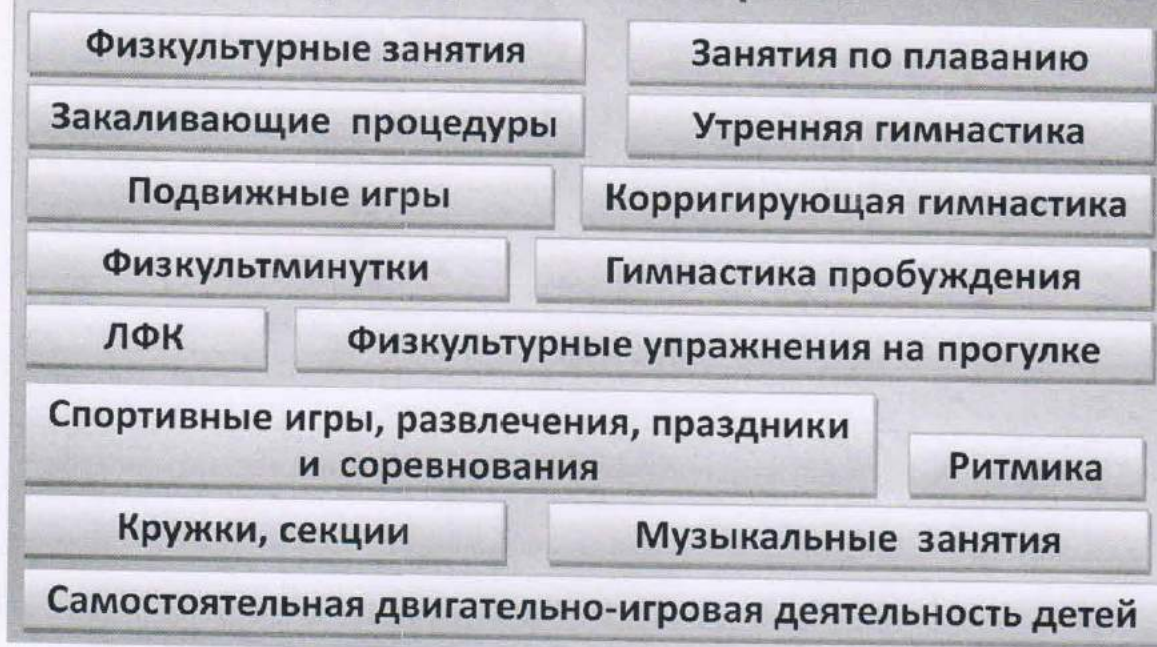 Физкультурные занятия
Занятия по плаванию
Закаливающие процедуры
Утренняя гимнастика
Подвижные игры
Корригирующая гимнастика
Физкультминутки
Гимнастика пробуждения
ЛФК
Физкультурные упражнения на прогулке
Спортивные игры, развлечения, праздники
и соревнования
Ритмика
Кружки, секции
Музыкальные занятия
Самостоятельная двигательно-игровая деятельность детей